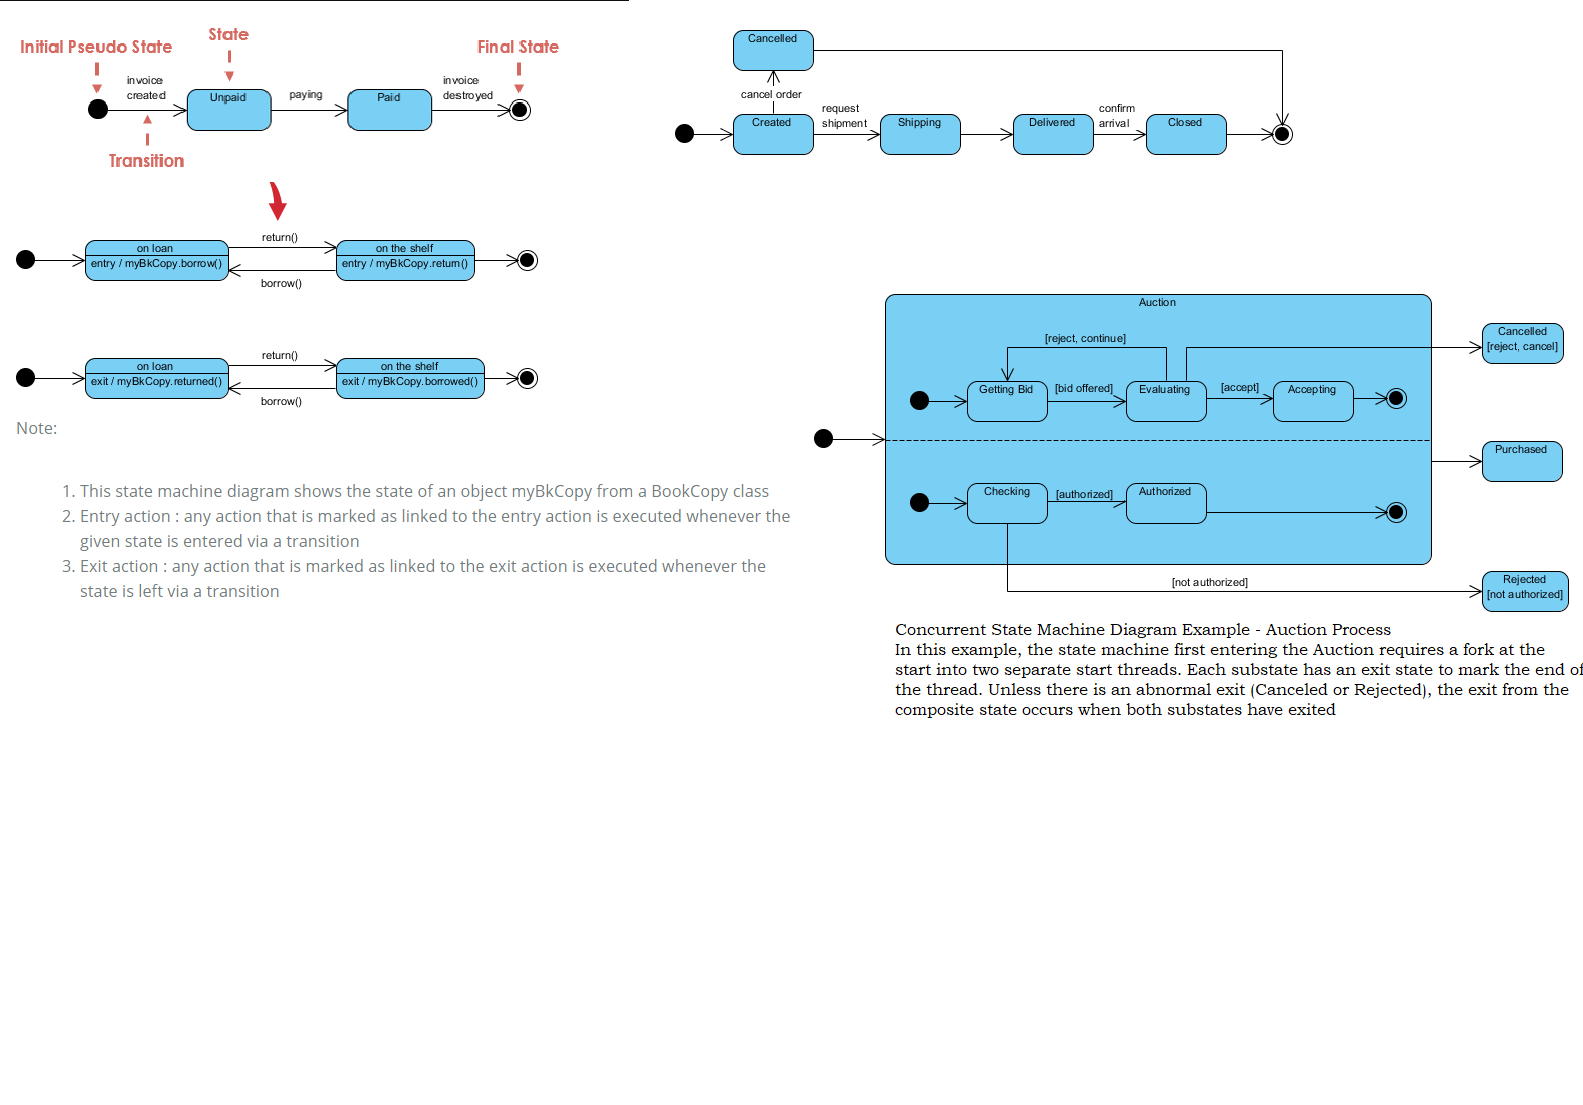 Initial Pseudo State
State
Final State
invoice
created
Unpaid
paying
Paid
invoice
destroyed
Transition
on loan
entry / myBkCopy.borrow()
return()
borrow()
on the shelf
entry / myBkCopy.return()
on loan
exit / myBkCopy.returned()
return()
borrow()
on the shelf
exit / myBkCopy.borrowed()
Note:
1. This state machine diagram shows the state of an object myBkCopy from a BookCopy class
2. Entry action : any action that is marked as linked to the entry action is executed whenever the
given state is entered via a transition
3. Exit action : any action that is marked as linked to the exit action is executed whenever the
state is left via a transition
Cancelled
cancel order
Created
request
shipment
Shipping
Delivered
confirm
arrival
Closed
Auction
[reject, continue]
Getting Bid
[bid offered]
Evaluating
[accept]
Accepting
Checking
[authorized]
Authorized
Cancelled
[reject, cancel]
Purchased
[not authorized]
Rejected
[not authorized]
Concurrent State Machine Diagram Example - Auction Process
In this example, the state machine first entering the Auction requires a fork at the
start into two separate start threads. Each substate has an exit state to mark the end of
the thread. Unless there is an abnormal exit (Canceled or Rejected), the exit from the
composite state occurs when both substates have exited